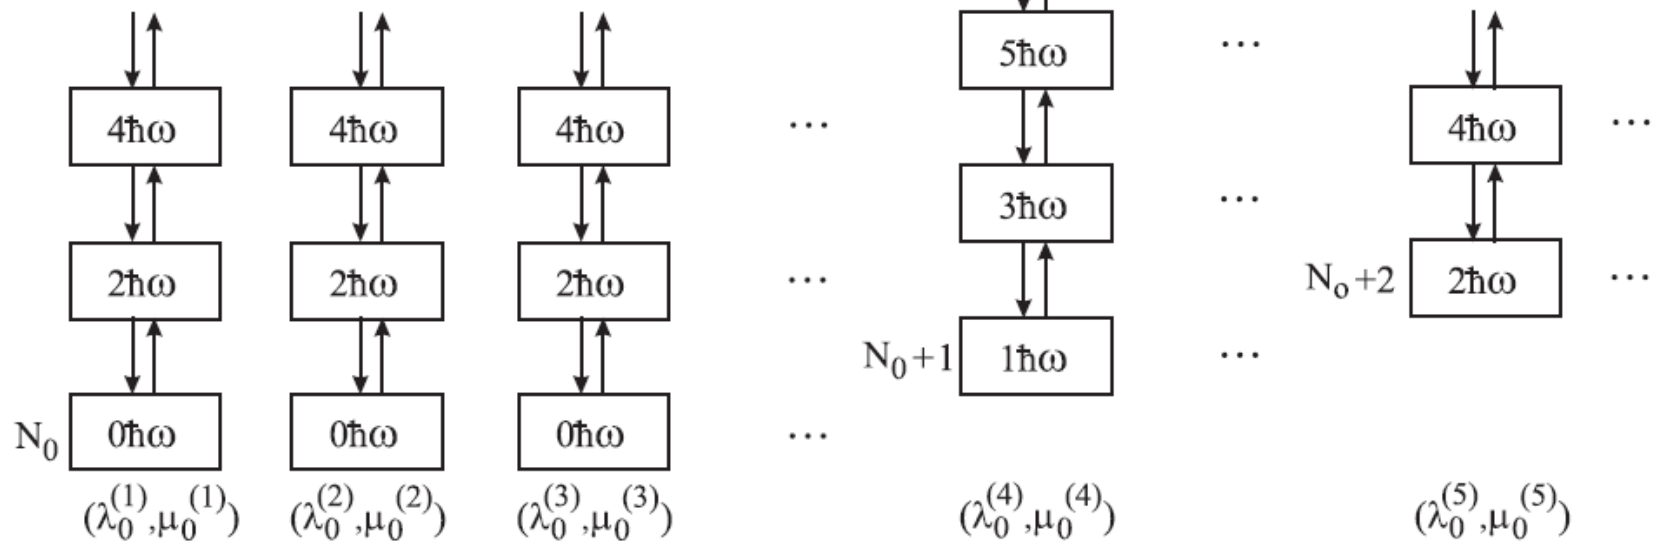 5ħω ...
4ħω 4ħω 4ħω ... 4ħω ...
3ħω ...
2ħω 2ħω 2ħω ... N₀+2 2ħω ...
N₀+1 1ħω ...
N₀ 0ħω 0ħω 0ħω ...
(λ₀⁽¹⁾,μ₀⁽¹⁾) (λ₀⁽²⁾,μ₀⁽²⁾) (λ₀⁽³⁾,μ₀⁽³⁾) (λ₀⁽⁴⁾,μ₀⁽⁴⁾) (λ₀⁽⁵⁾,μ₀⁽⁵⁾)